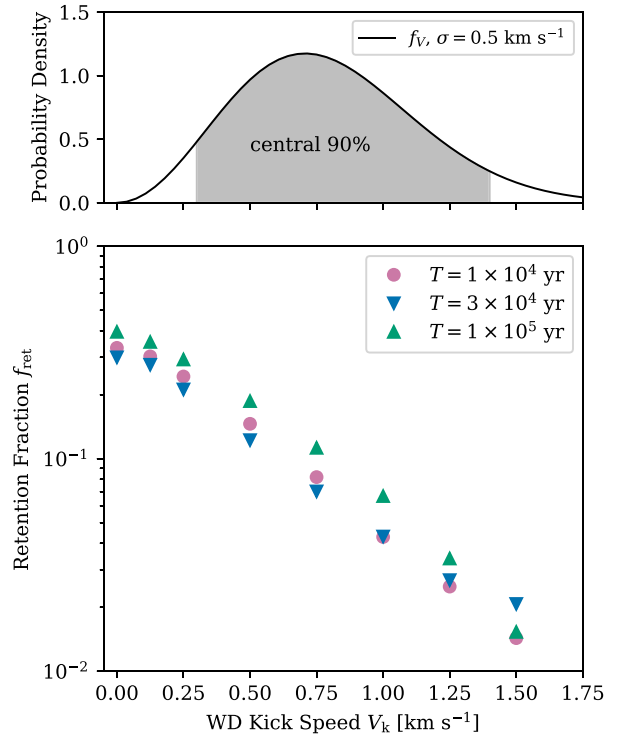 1.5
1.0
0.5
0.0
Probability Density
f_V, σ = 0.5 km s⁻¹
central 90%
10⁰
10⁻¹
10⁻²
Retention Fraction f_ret
T = 1 × 10⁴ yr
T = 3 × 10⁴ yr
T = 1 × 10⁵ yr
0.00 0.25 0.50 0.75 1.00 1.25 1.50 1.75
WD Kick Speed V_k [km s⁻¹]